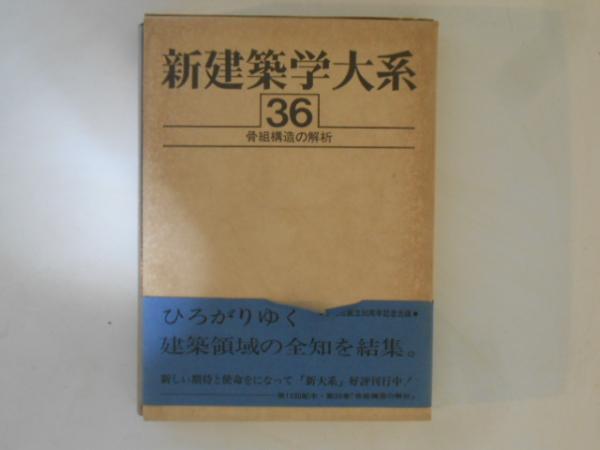 新建築学大系
36
骨組構造の解析
ひろがりゆく
建築領域の全知を結集。
新しい期待と使命をになって「新大系」好評刊行中!